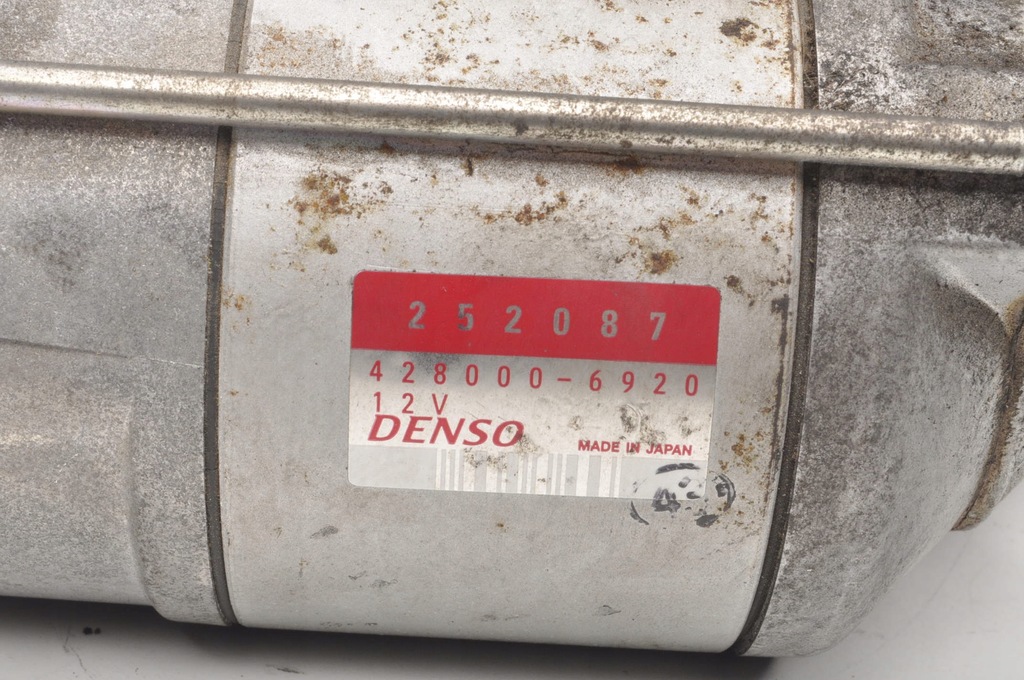 252087
428000-6920
12V
DENSO
MADE IN JAPAN